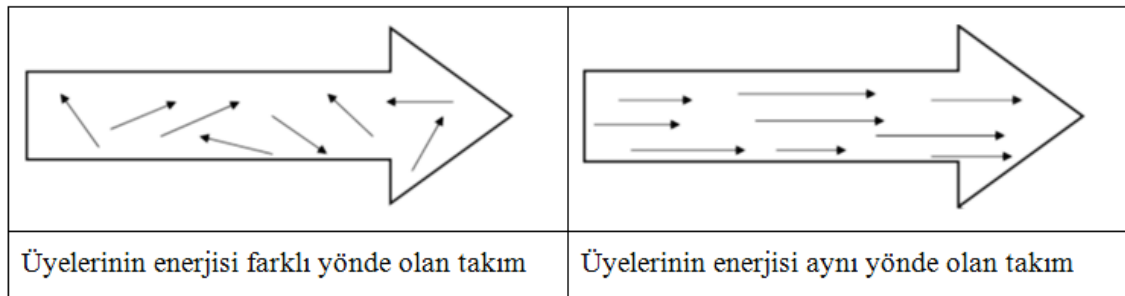 Üyelerinin enerjisi farklı yönde olan takım
Üyelerinin enerjisi aynı yönde olan takım